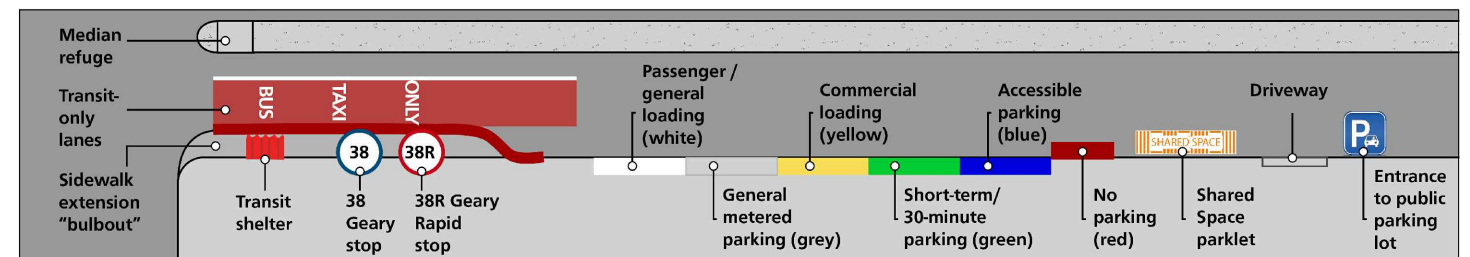 Median
refuge
Transit-
only
lanes
Sidewalk
extension
“bulbout”
BUS
TAXI
ONLY
Transit
shelter
38
38
Geary
stop
38R
38R Geary
Rapid
stop
Passenger /
general
loading
(white)
General
metered
parking (grey)
Commercial
loading
(yellow)
Short-term/
30-minute
parking (green)
Accessible
parking
(blue)
No
parking
(red)
SHARED SPACE
Shared
Space
parklet
Driveway
P
Entrance
to public
parking
lot